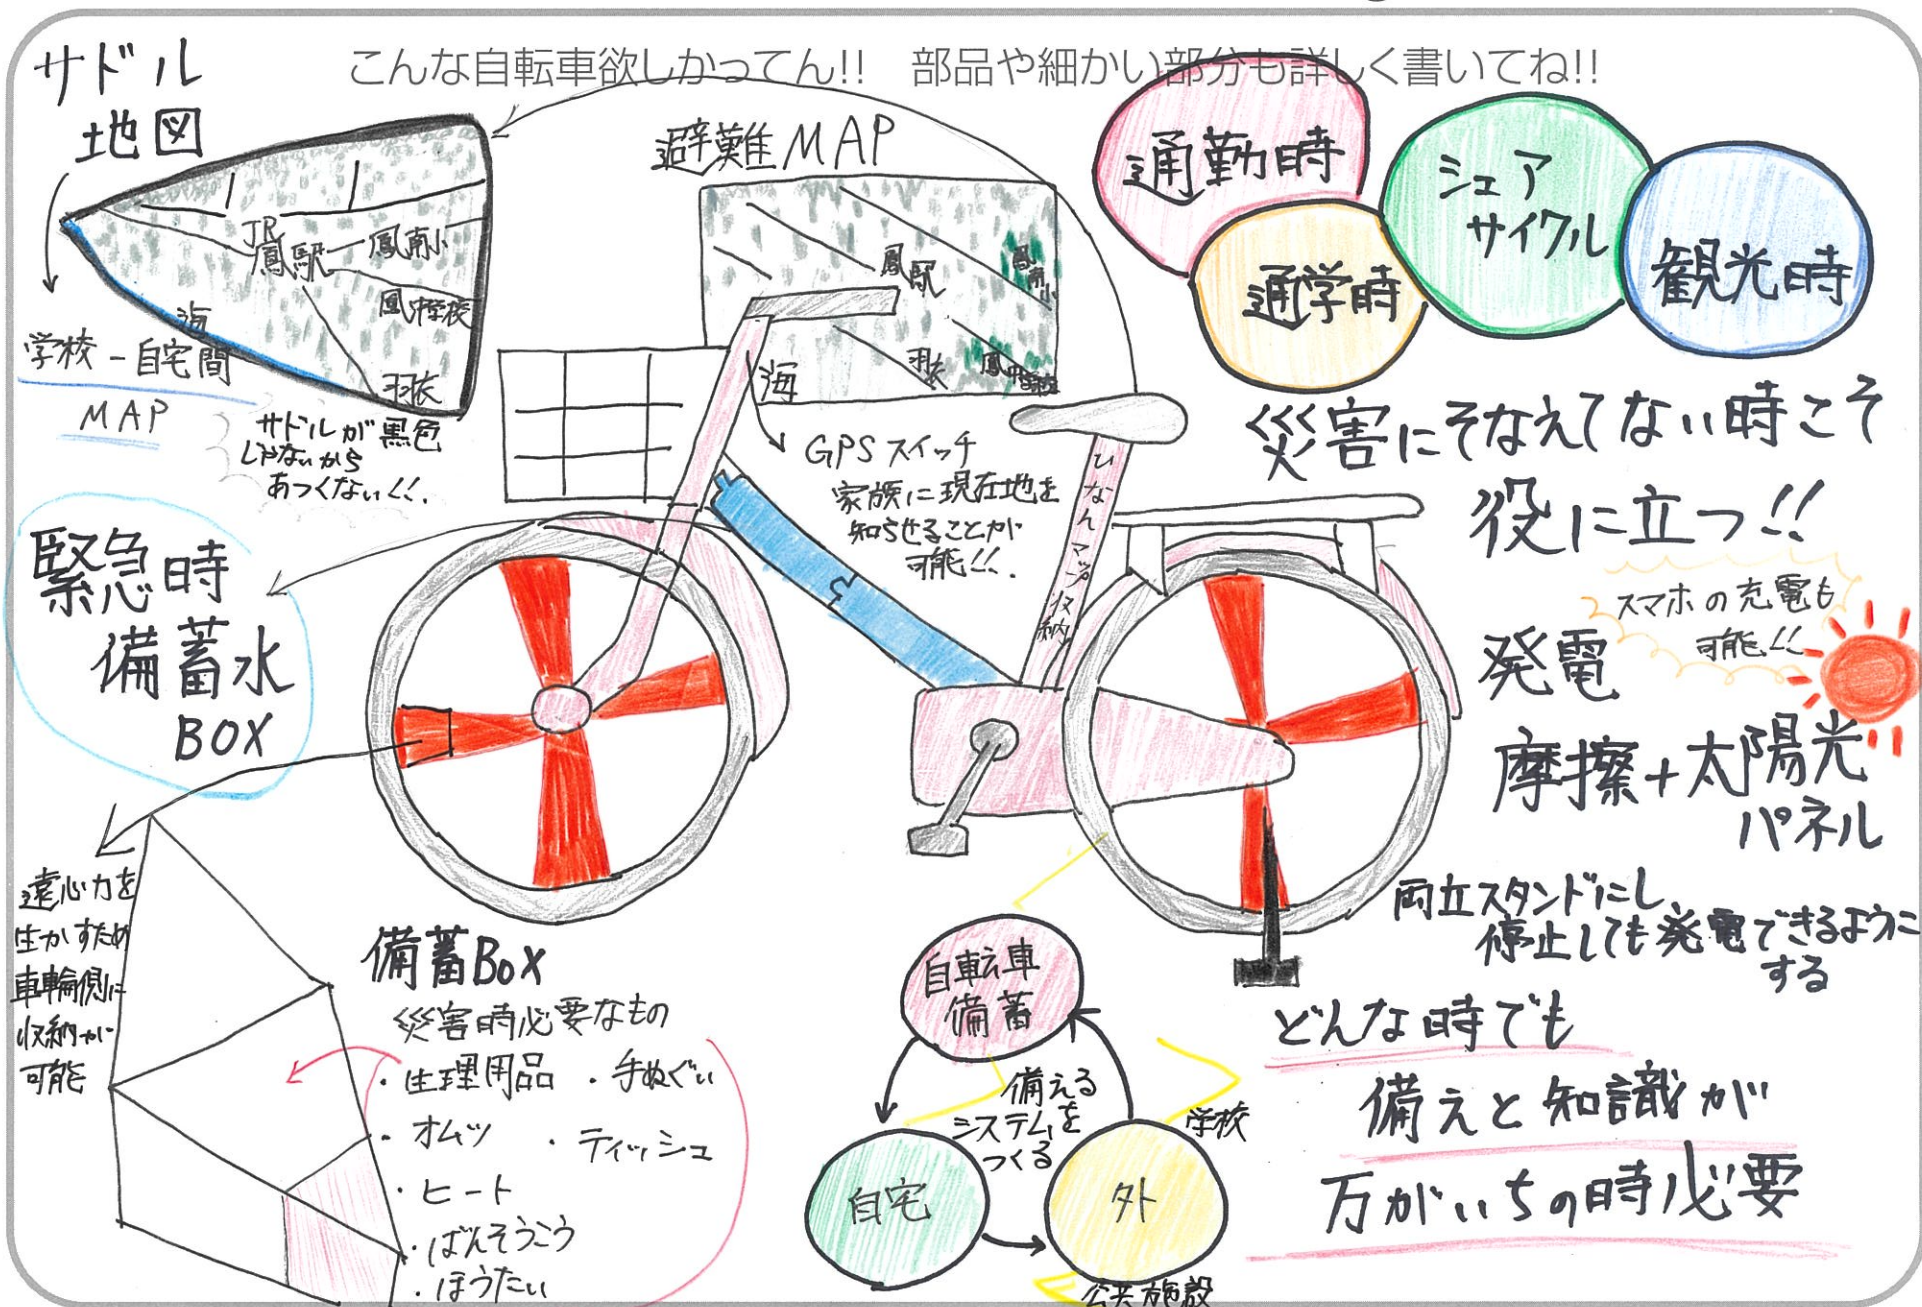 こんな自転車欲しかってん!! 部品や細かい部分も詳しく書いてね!!
サドル
地図
JR
鳳駅
鳳南小
鳳中学校
海
羽衣
学校-自宅間
MAP
サドルが黒色
じゃないから
あつくない!!.
避難MAP
鳳駅
鳳南小
羽衣
鳳中学校
海
GPSスイッチ
家族に現在地を
知らせることが
可能!!.
ひなんマップ収納
通勤時
通学時
シェア
サイクル
観光時
災害にそなえてない時こそ
役に立つ!!
スマホの充電も
可能!!
発電
摩擦+太陽光
パネル
両立スタンドにし、
停止しても発電できるように
する
緊急時
備蓄水
BOX
遠心力を
生かすため
車輪側に
収納が
可能
備蓄BOX
災害時必要なもの
・生理用品 ・手ぬぐい
・オムツ ・ティッシュ
・ヒート
・ばんそうこう
・ほうたい
自転車
備蓄
備える
システムを
つくる
自宅
外
学校
公共施設
どんな時でも
備えと知識が
万がいちの時必要